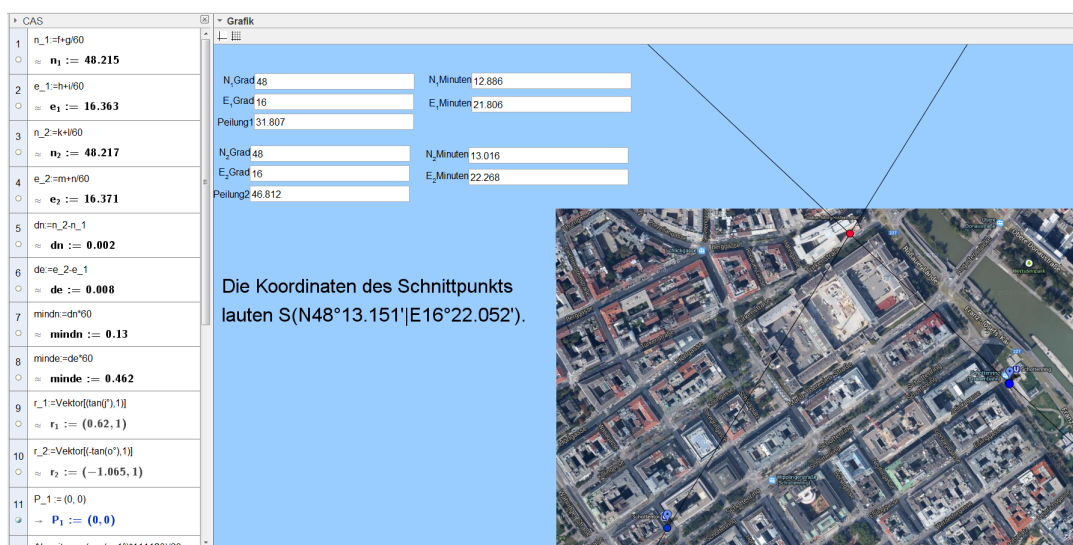 CAS
Grafik
1
n_1:=f+g/60
≈ n₁ := 48.215
2
e_1:=h+i/60
≈ e₁ := 16.363
3
n_2:=k+l/60
≈ n₂ := 48.217
4
e_2:=m+n/60
≈ e₂ := 16.371
5
dn:=n_2-n_1
≈ dn := 0.002
6
de:=e_2-e_1
≈ de := 0.008
7
mindn:=dn*60
≈ mindn := 0.13
8
minde:=de*60
≈ minde := 0.462
9
r_1:=Vektor[(tan(j°),1)]
≈ r₁ := (0.62, 1)
10
r_2:=Vektor[(-tan(o°),1)]
≈ r₂ := (−1.065, 1)
11
P_1 := (0, 0)
→ P₁ := (0, 0)
N₁Grad 48
N₁Minuten 12.886
E₁Grad 16
E₁Minuten 21.806
Peilung1 31.807
N₂Grad 48
N₂Minuten 13.016
E₂Grad 16
E₂Minuten 22.268
Peilung2 46.812
Die Koordinaten des Schnittpunkts
lauten S(N48°13.151'|E16°22.052').
227
227
Schottenring